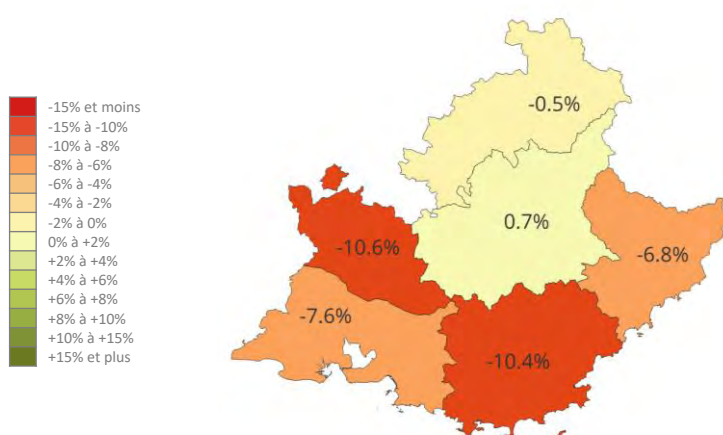 -15% et moins
-15% à -10%
-10% à -8%
-8% à -6%
-6% à -4%
-4% à -2%
-2% à 0%
0% à +2%
+2% à +4%
+4% à +6%
+6% à +8%
+8% à +10%
+10% à +15%
+15% et plus
-0.5%
0.7%
-10.6%
-6.8%
-7.6%
-10.4%